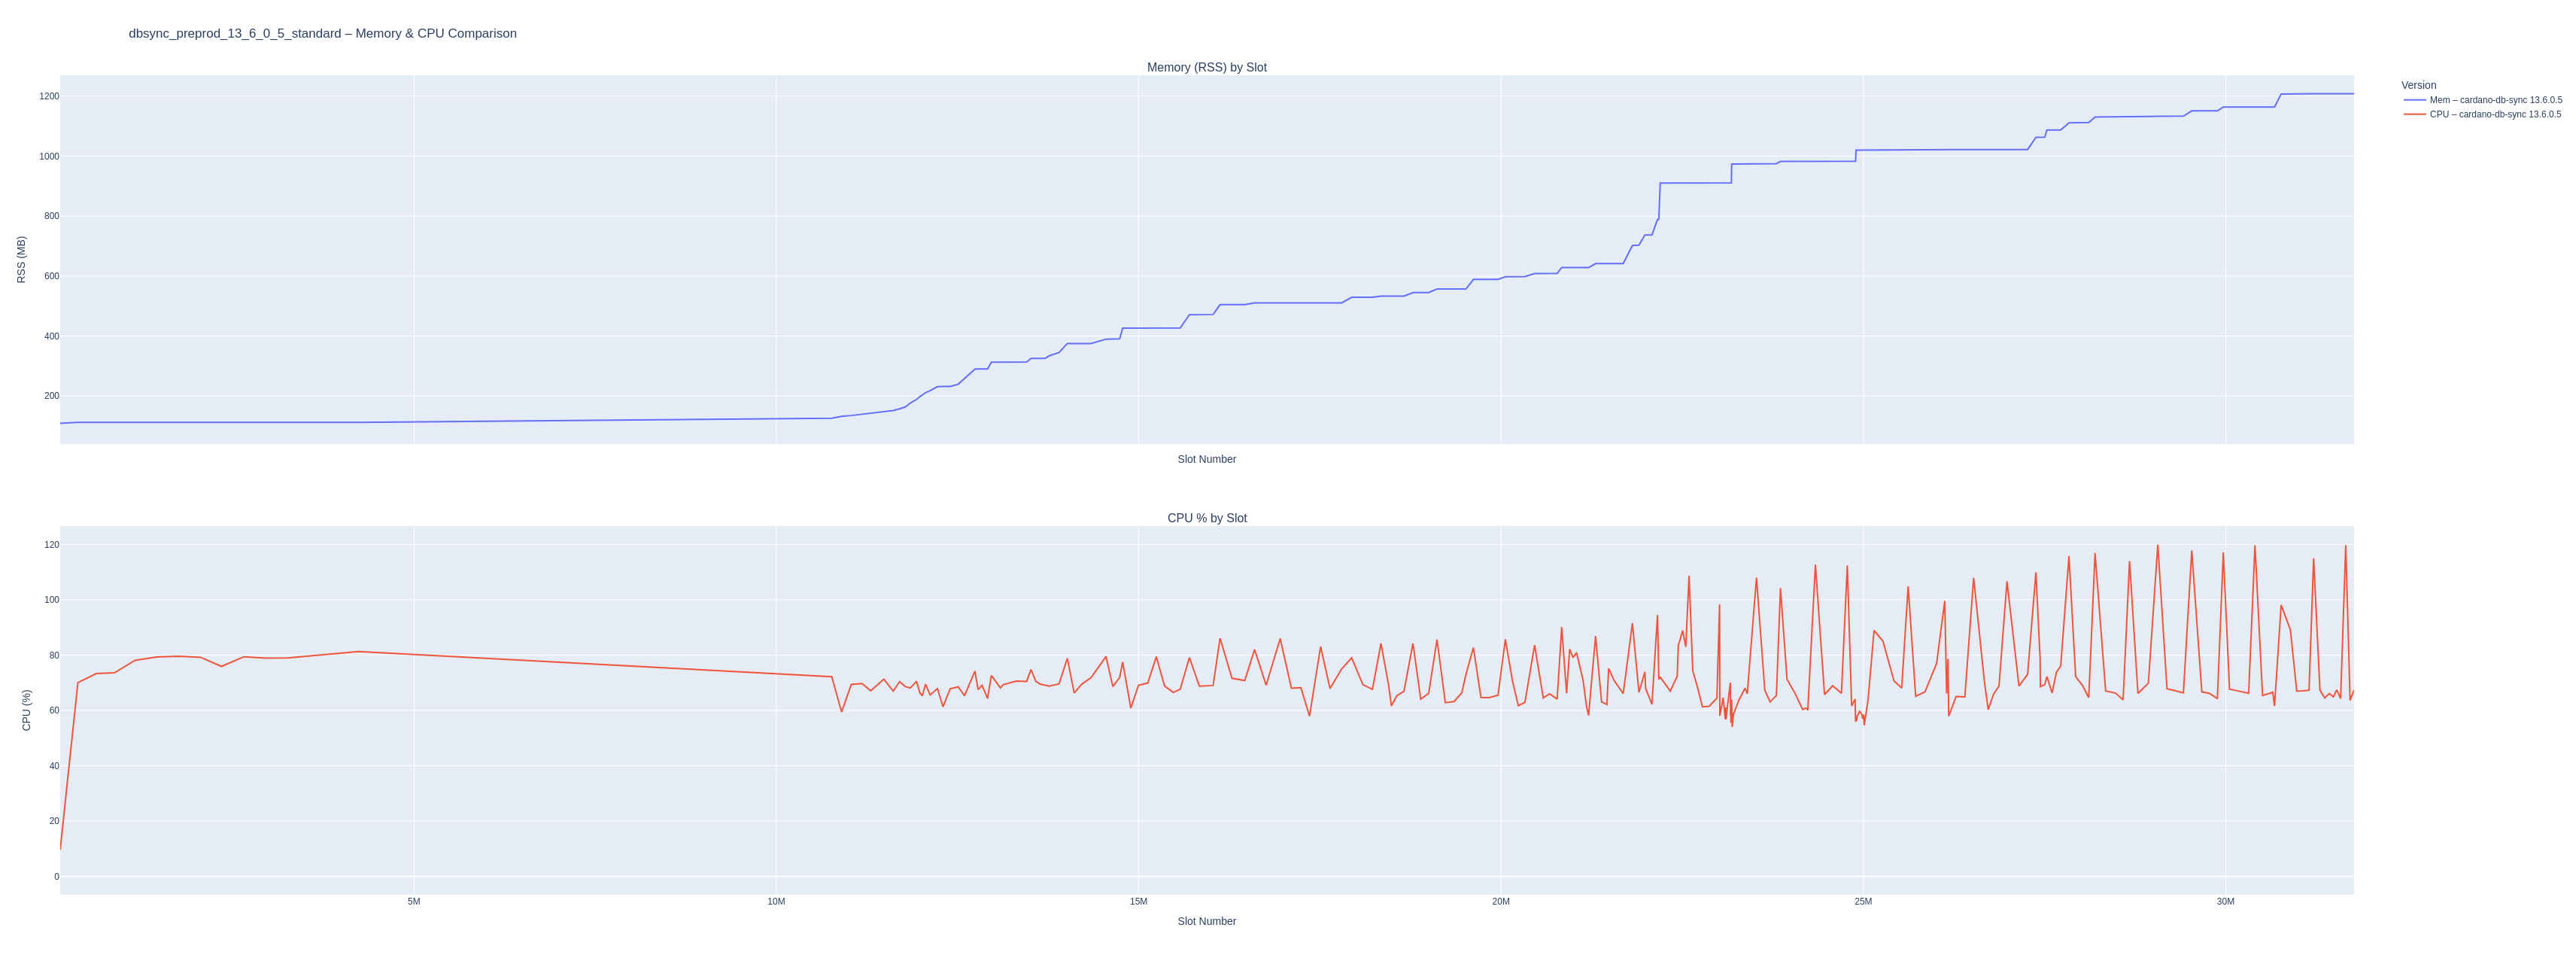 dbsync_preprod_13_6_0_5_standard – Memory & CPU Comparison
Memory (RSS) by Slot
Version
Mem – cardano-db-sync 13.6.0.5
CPU – cardano-db-sync 13.6.0.5
1200
1000
800
600
400
200
RSS (MB)
Slot Number
CPU % by Slot
120
100
80
60
40
20
0
CPU (%)
5M
10M
15M
20M
25M
30M
Slot Number